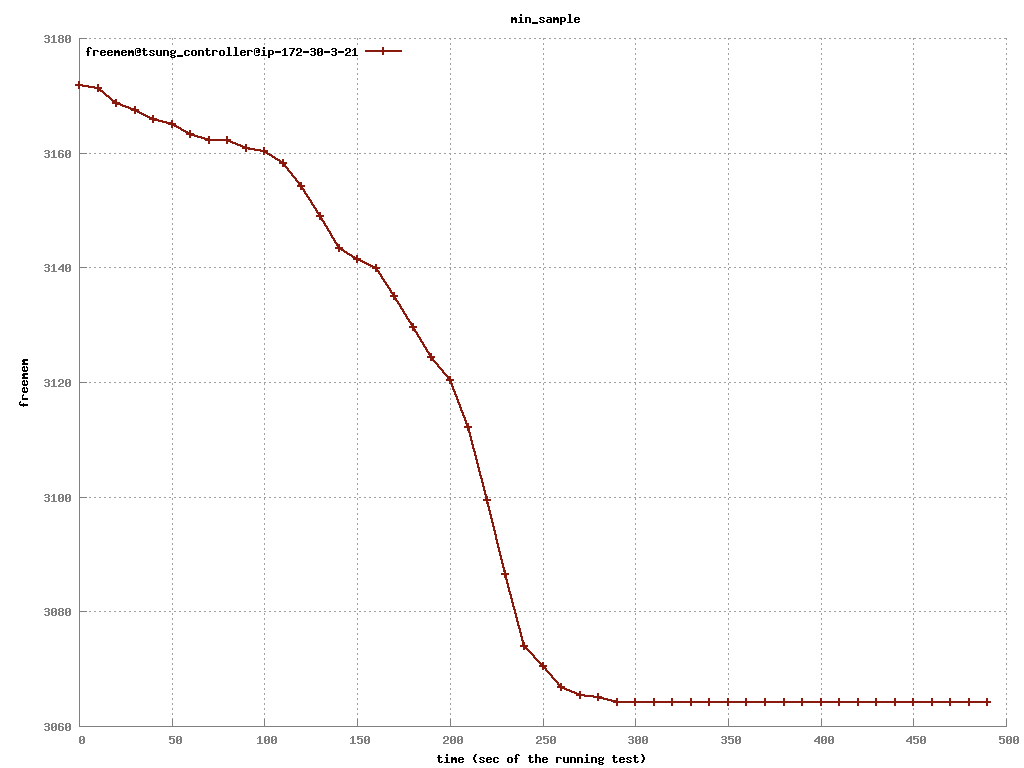 min_sample
freemem@tsung_controller@ip-172-30-3-21
3180
3160
3140
3120
3100
3080
3060
freemem
0 50 100 150 200 250 300 350 400 450 500
time (sec of the running test)